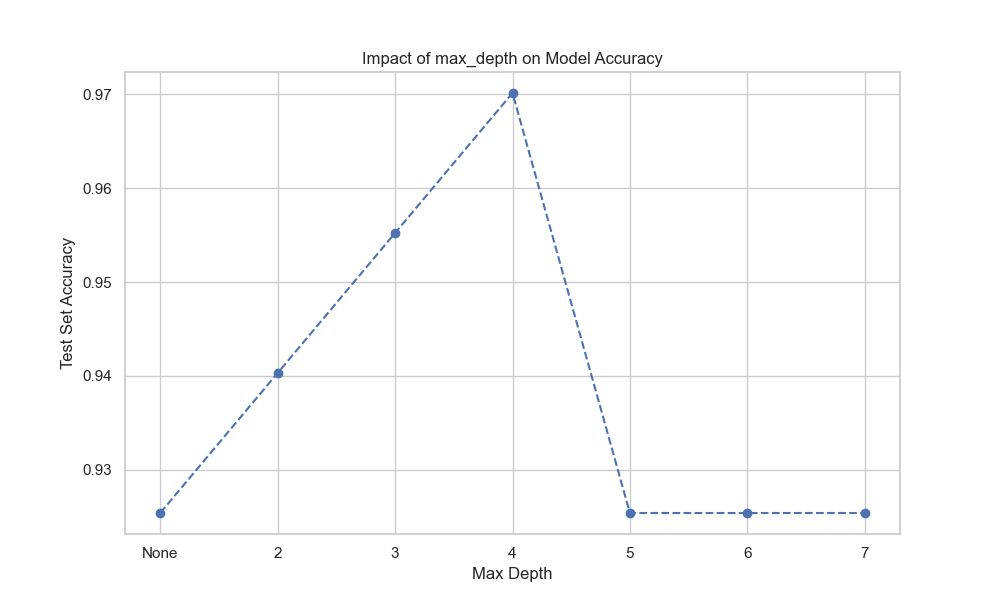 Impact of max_depth on Model Accuracy
0.97
0.96
0.95
0.94
0.93
Test Set Accuracy
None 2 3 4 5 6 7
Max Depth